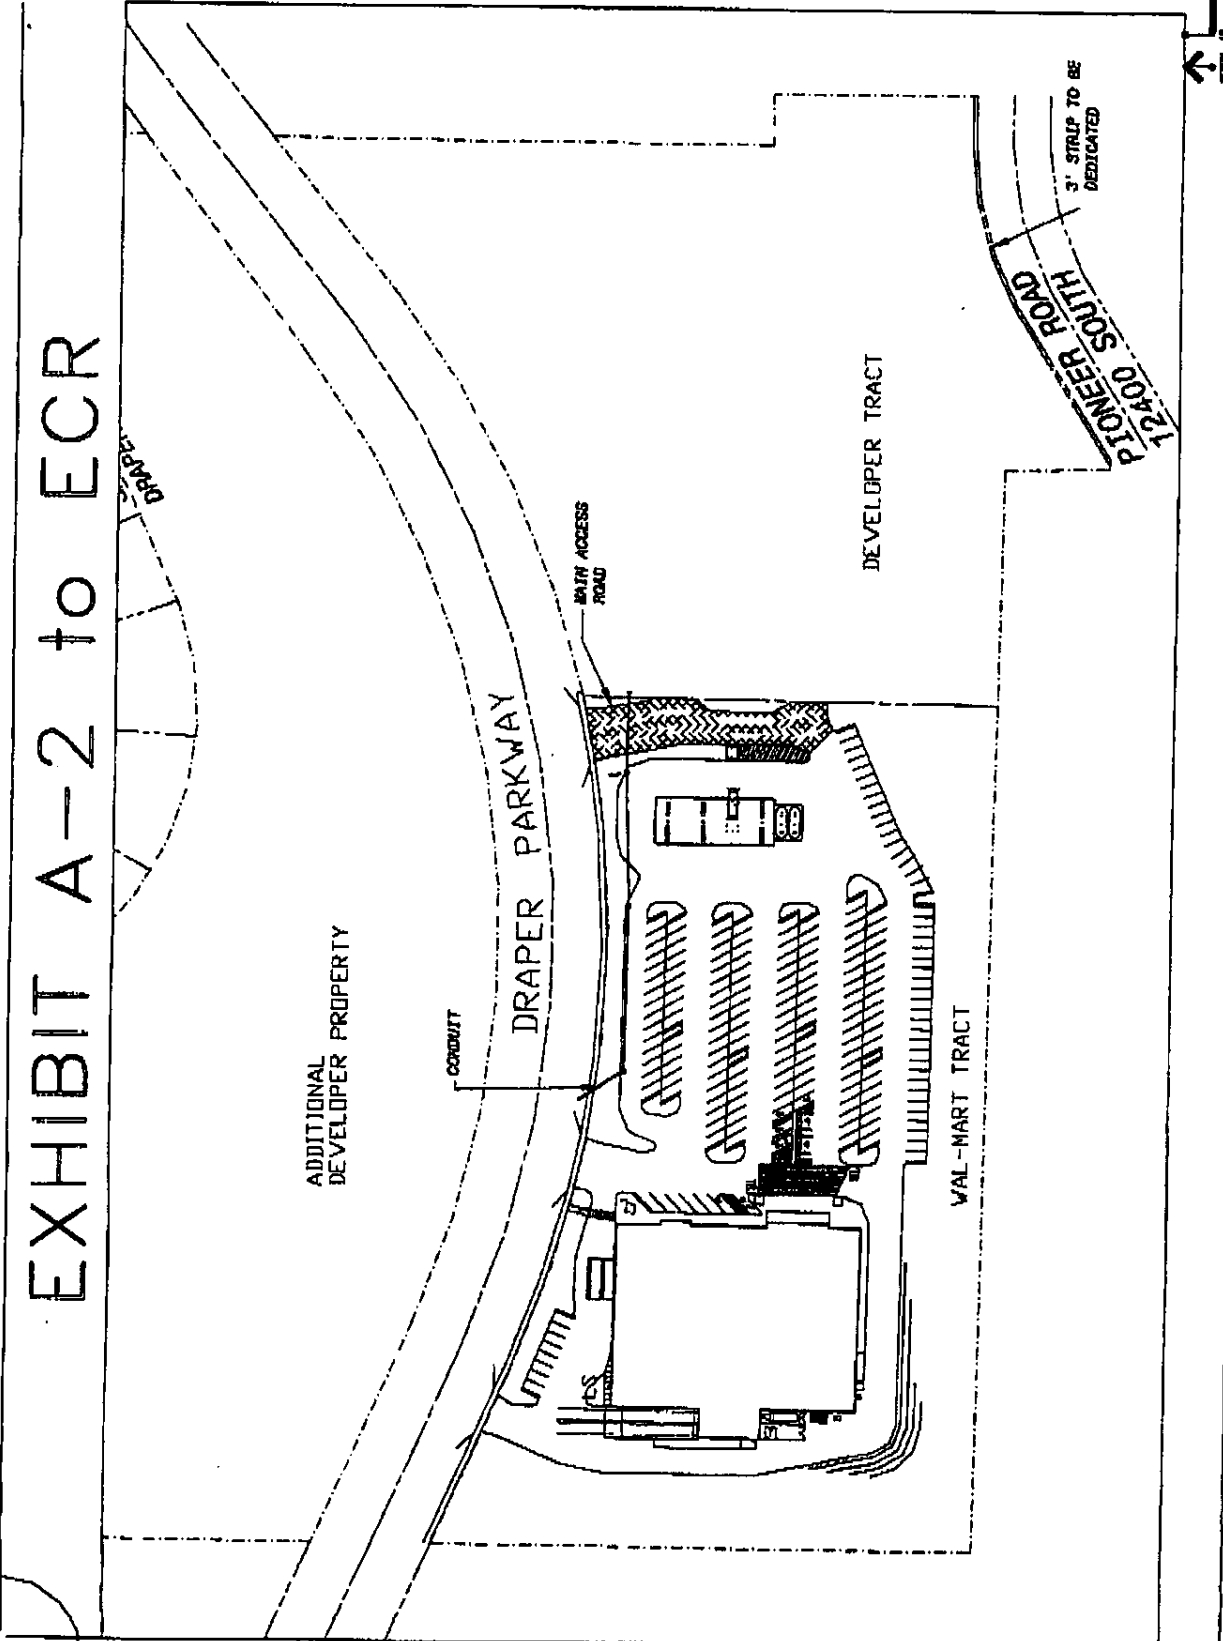 EXHIBIT A-2 to ECR
DRAPER
ADDITIONAL
DEVELOPER PROPERTY
CONDUIT
DRAPER PARKWAY
MAIN ACCESS
ROAD
DEVELOPER TRACT
WAL-MART TRACT
PIONEER ROAD
12400 SOUTH
3' STRIP TO BE
DEDICATED